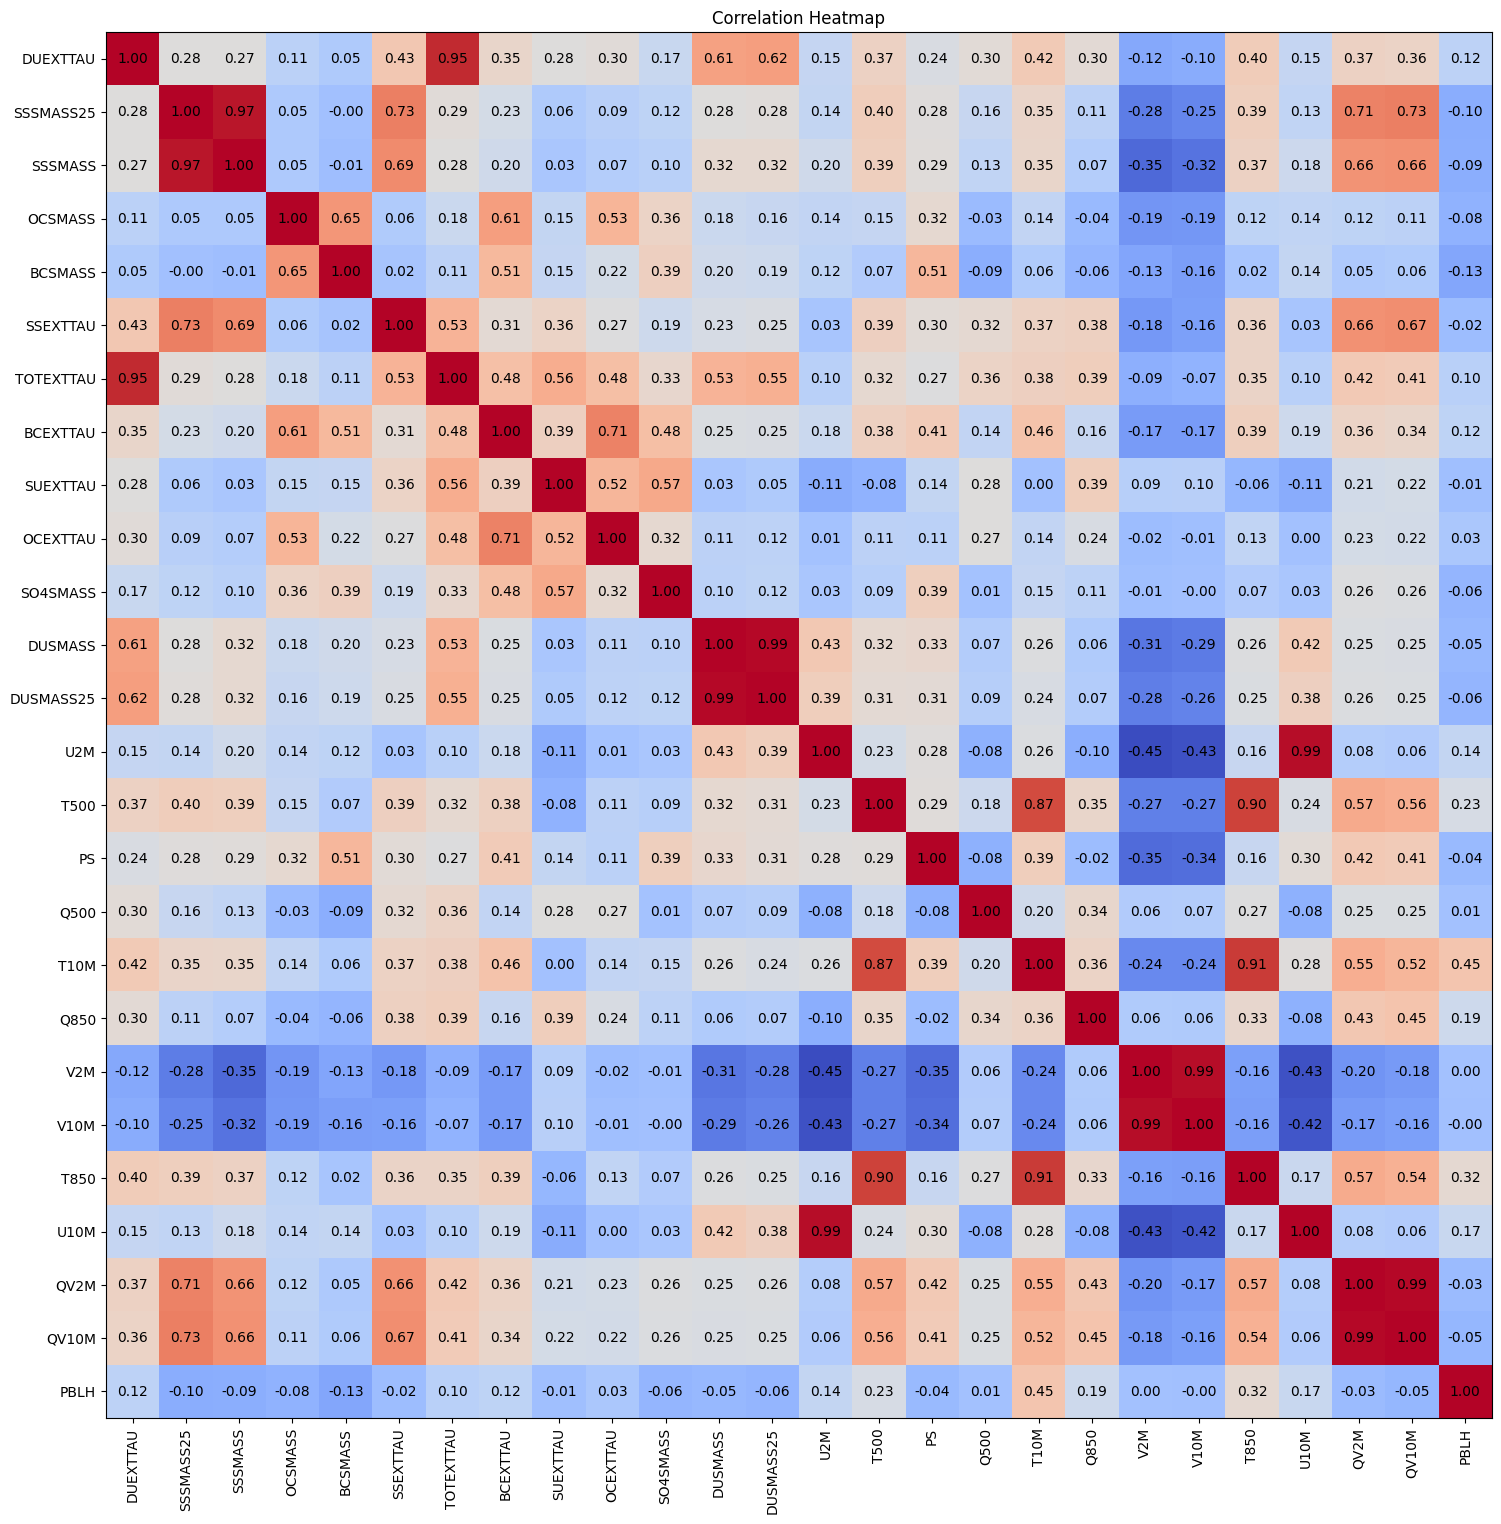 Correlation Heatmap
DUEXTTAU 1.00 0.28 0.27 0.11 0.05 0.43 0.95 0.35 0.28 0.30 0.17 0.61 0.62 0.15 0.37 0.24 0.30 0.42 0.30 -0.12 -0.10 0.40 0.15 0.37 0.36 0.12
SSSMASS25 0.28 1.00 0.97 0.05 -0.00 0.73 0.29 0.23 0.06 0.09 0.12 0.28 0.28 0.14 0.40 0.28 0.16 0.35 0.11 -0.28 -0.25 0.39 0.13 0.71 0.73 -0.10
SSSMASS 0.27 0.97 1.00 0.05 -0.01 0.69 0.28 0.20 0.03 0.07 0.10 0.32 0.32 0.20 0.39 0.29 0.13 0.35 0.07 -0.35 -0.32 0.37 0.18 0.66 0.66 -0.09
OCSMASS 0.11 0.05 0.05 1.00 0.65 0.06 0.18 0.61 0.15 0.53 0.36 0.18 0.16 0.14 0.15 0.32 -0.03 0.14 -0.04 -0.19 -0.19 0.12 0.14 0.12 0.11 -0.08
BCSMASS 0.05 -0.00 -0.01 0.65 1.00 0.02 0.11 0.51 0.15 0.22 0.39 0.20 0.19 0.12 0.07 0.51 -0.09 0.06 -0.06 -0.13 -0.16 0.02 0.14 0.05 0.06 -0.13
SSEXTTAU 0.43 0.73 0.69 0.06 0.02 1.00 0.53 0.31 0.36 0.27 0.19 0.23 0.25 0.03 0.39 0.30 0.32 0.37 0.38 -0.18 -0.16 0.36 0.03 0.66 0.67 -0.02
TOTEXTTAU 0.95 0.29 0.28 0.18 0.11 0.53 1.00 0.48 0.56 0.48 0.33 0.53 0.55 0.10 0.32 0.27 0.36 0.38 0.39 -0.09 -0.07 0.35 0.10 0.42 0.41 0.10
BCEXTTAU 0.35 0.23 0.20 0.61 0.51 0.31 0.48 1.00 0.39 0.71 0.48 0.25 0.25 0.18 0.38 0.41 0.14 0.46 0.16 -0.17 -0.17 0.39 0.19 0.36 0.34 0.12
SUEXTTAU 0.28 0.06 0.03 0.15 0.15 0.36 0.56 0.39 1.00 0.52 0.57 0.03 0.05 -0.11 -0.08 0.14 0.28 0.00 0.39 0.09 0.10 -0.06 -0.11 0.21 0.22 -0.01
OCEXTTAU 0.30 0.09 0.07 0.53 0.22 0.27 0.48 0.71 0.52 1.00 0.32 0.11 0.12 0.01 0.11 0.11 0.27 0.14 0.24 -0.02 -0.01 0.13 0.00 0.23 0.22 0.03
SO4SMASS 0.17 0.12 0.10 0.36 0.39 0.19 0.33 0.48 0.57 0.32 1.00 0.10 0.12 0.03 0.09 0.39 0.01 0.15 0.11 -0.01 -0.00 0.07 0.03 0.26 0.26 -0.06
DUSMASS 0.61 0.28 0.32 0.18 0.20 0.23 0.53 0.25 0.03 0.11 0.10 1.00 0.99 0.43 0.32 0.33 0.07 0.26 0.06 -0.31 -0.29 0.26 0.42 0.25 0.25 -0.05
DUSMASS25 0.62 0.28 0.32 0.16 0.19 0.25 0.55 0.25 0.05 0.12 0.12 0.99 1.00 0.39 0.31 0.31 0.09 0.24 0.07 -0.28 -0.26 0.25 0.38 0.26 0.25 -0.06
U2M 0.15 0.14 0.20 0.14 0.12 0.03 0.10 0.18 -0.11 0.01 0.03 0.43 0.39 1.00 0.23 0.28 -0.08 0.26 -0.10 -0.45 -0.43 0.16 0.99 0.08 0.06 0.14
T500 0.37 0.40 0.39 0.15 0.07 0.39 0.32 0.38 -0.08 0.11 0.09 0.32 0.31 0.23 1.00 0.29 0.18 0.87 0.35 -0.27 -0.27 0.90 0.24 0.57 0.56 0.23
PS 0.24 0.28 0.29 0.32 0.51 0.30 0.27 0.41 0.14 0.11 0.39 0.33 0.31 0.28 0.29 1.00 -0.08 0.39 -0.02 -0.35 -0.34 0.16 0.30 0.42 0.41 -0.04
Q500 0.30 0.16 0.13 -0.03 -0.09 0.32 0.36 0.14 0.28 0.27 0.01 0.07 0.09 -0.08 0.18 -0.08 1.00 0.20 0.34 0.06 0.07 0.27 -0.08 0.25 0.25 0.01
T10M 0.42 0.35 0.35 0.14 0.06 0.37 0.38 0.46 0.00 0.14 0.15 0.26 0.24 0.26 0.87 0.39 0.20 1.00 0.36 -0.24 -0.24 0.91 0.28 0.55 0.52 0.45
Q850 0.30 0.11 0.07 -0.04 -0.06 0.38 0.39 0.16 0.39 0.24 0.11 0.06 0.07 -0.10 0.35 -0.02 0.34 0.36 1.00 0.06 0.06 0.33 -0.08 0.43 0.45 0.19
V2M -0.12 -0.28 -0.35 -0.19 -0.13 -0.18 -0.09 -0.17 0.09 -0.02 -0.01 -0.31 -0.28 -0.45 -0.27 -0.35 0.06 -0.24 0.06 1.00 0.99 -0.16 -0.43 -0.20 -0.18 0.00
V10M -0.10 -0.25 -0.32 -0.19 -0.16 -0.16 -0.07 -0.17 0.10 -0.01 -0.00 -0.29 -0.26 -0.43 -0.27 -0.34 0.07 -0.24 0.06 0.99 1.00 -0.16 -0.42 -0.17 -0.16 -0.00
T850 0.40 0.39 0.37 0.12 0.02 0.36 0.35 0.39 -0.06 0.13 0.07 0.26 0.25 0.16 0.90 0.16 0.27 0.91 0.33 -0.16 -0.16 1.00 0.17 0.57 0.54 0.32
U10M 0.15 0.13 0.18 0.14 0.14 0.03 0.10 0.19 -0.11 0.00 0.03 0.42 0.38 0.99 0.24 0.30 -0.08 0.28 -0.08 -0.43 -0.42 0.17 1.00 0.08 0.06 0.17
QV2M 0.37 0.71 0.66 0.12 0.05 0.66 0.42 0.36 0.21 0.23 0.26 0.25 0.26 0.08 0.57 0.42 0.25 0.55 0.43 -0.20 -0.17 0.57 0.08 1.00 0.99 -0.03
QV10M 0.36 0.73 0.66 0.11 0.06 0.67 0.41 0.34 0.22 0.22 0.26 0.25 0.25 0.06 0.56 0.41 0.25 0.52 0.45 -0.18 -0.16 0.54 0.06 0.99 1.00 -0.05
PBLH 0.12 -0.10 -0.09 -0.08 -0.13 -0.02 0.10 0.12 -0.01 0.03 -0.06 -0.05 -0.06 0.14 0.23 -0.04 0.01 0.45 0.19 0.00 -0.00 0.32 0.17 -0.03 -0.05 1.00
DUEXTTAU SSSMASS25 SSSMASS OCSMASS BCSMASS SSEXTTAU TOTEXTTAU BCEXTTAU SUEXTTAU OCEXTTAU SO4SMASS DUSMASS DUSMASS25 U2M T500 PS Q500 T10M Q850 V2M V10M T850 U10M QV2M QV10M PBLH